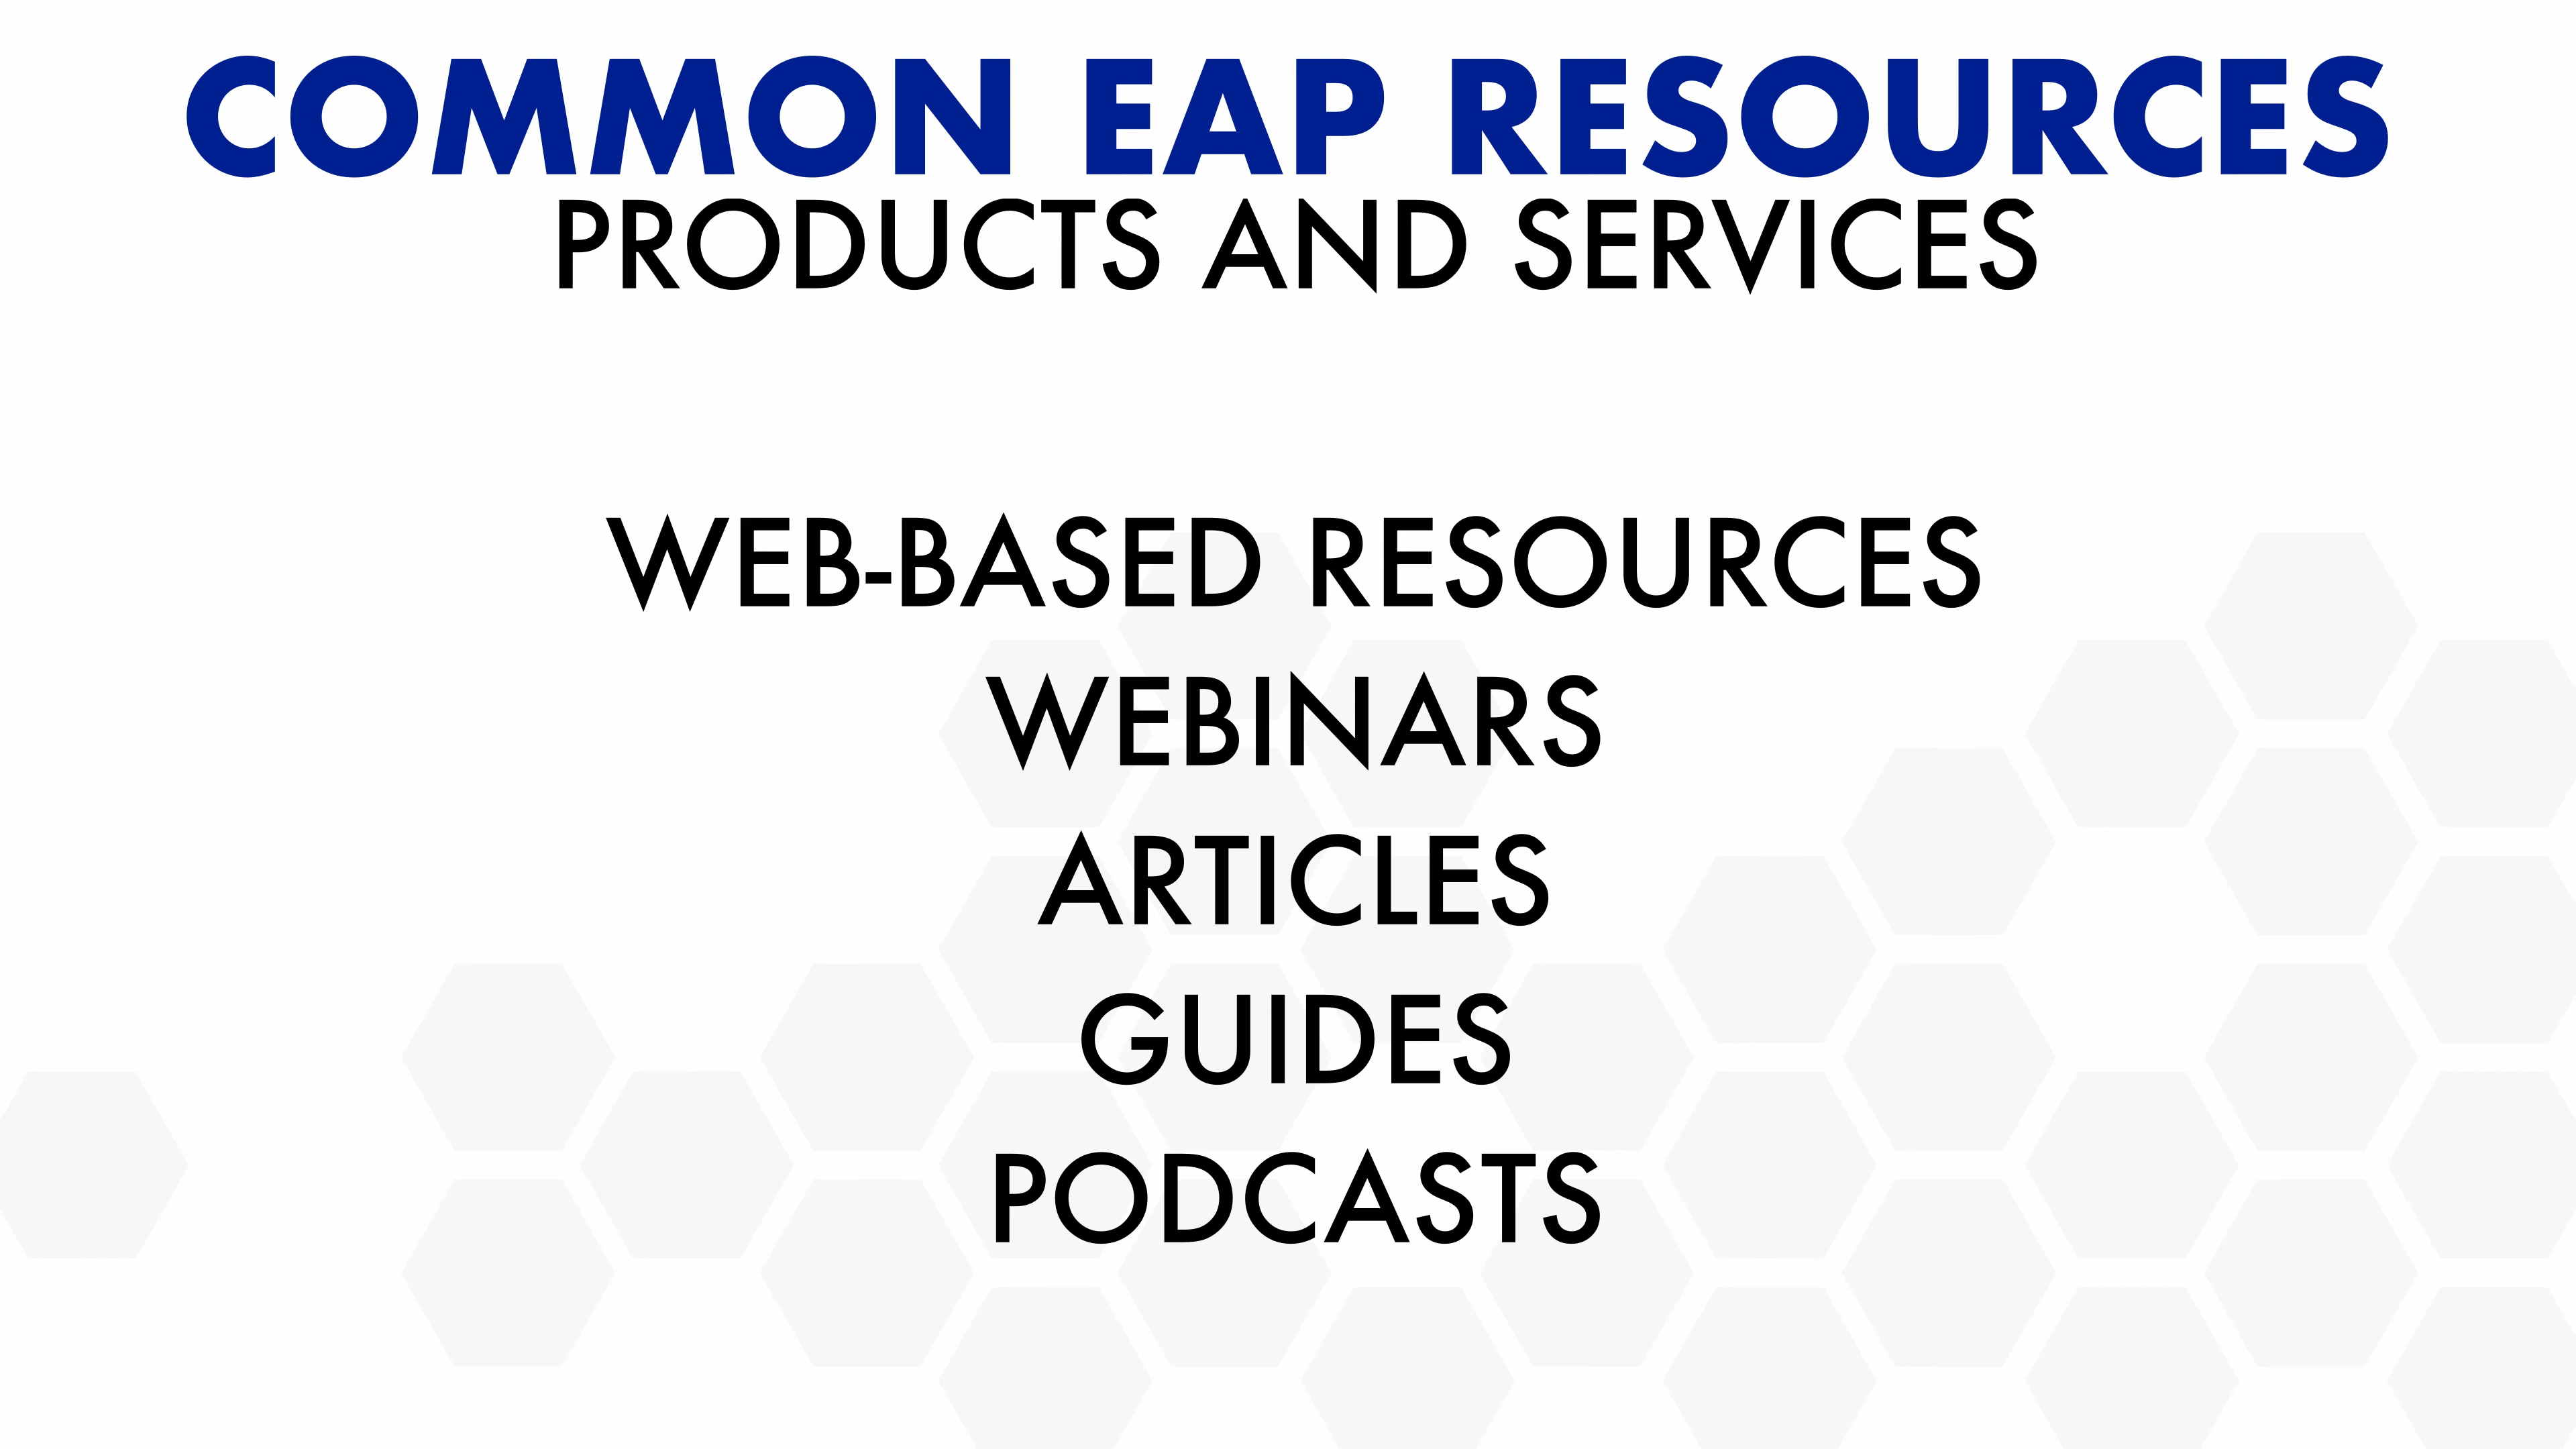 COMMON EAP RESOURCES
PRODUCTS AND SERVICES
WEB-BASED RESOURCES
WEBINARS
ARTICLES
GUIDES
PODCASTS